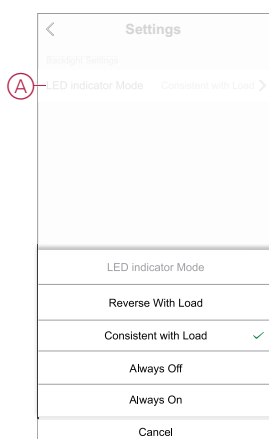 Settings
Backlight Settings
A LED indicator Mode Consistent with Load
LED indicator Mode
Reverse With Load
Consistent with Load
Always Off
Always On
Cancel